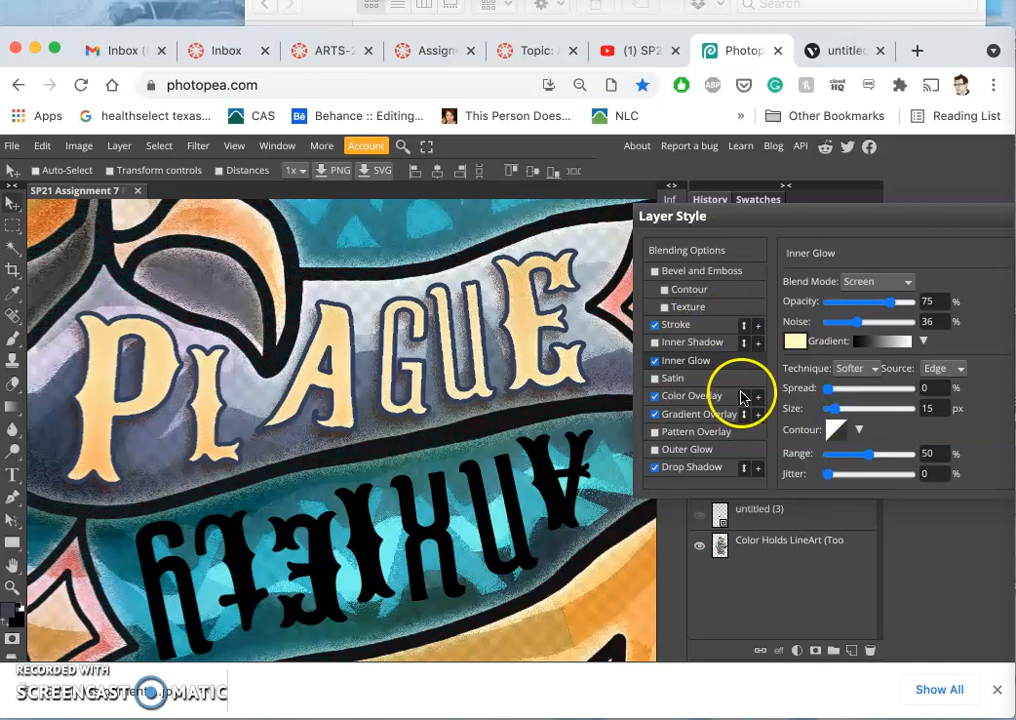 Search
Inbox (
Inbox
ARTS-2
Assignm
Topic: A
(1) SP2
Photop
untitled
photopea.com
Apps
healthselect texas...
CAS
Behance :: Editing...
This Person Does...
NLC
»
Other Bookmarks
Reading List
File Edit Image Layer Select Filter View Window More Account
About Report a bug Learn Blog API
Auto-Select Transform controls Distances 1x PNG SVG
SP21 Assignment 7
Inf
History Swatches
Layer Style
Blending Options
Bevel and Emboss
Contour
Texture
Stroke
Inner Shadow
Inner Glow
Satin
Color Overlay
Gradient Overlay
Pattern Overlay
Outer Glow
Drop Shadow
Inner Glow
Blend Mode: Screen
Opacity: 75 %
Noise: 36 %
Gradient:
Technique: Softer Source: Edge
Spread: 0 %
Size: 15 px
Contour:
Range: 50 %
Jitter: 0 %
PLAGUE
ANXIETY
untitled (3)
Color Holds LineArt (Too
eff
RECORDED WITH
SCREENCAST MATIC
Show All